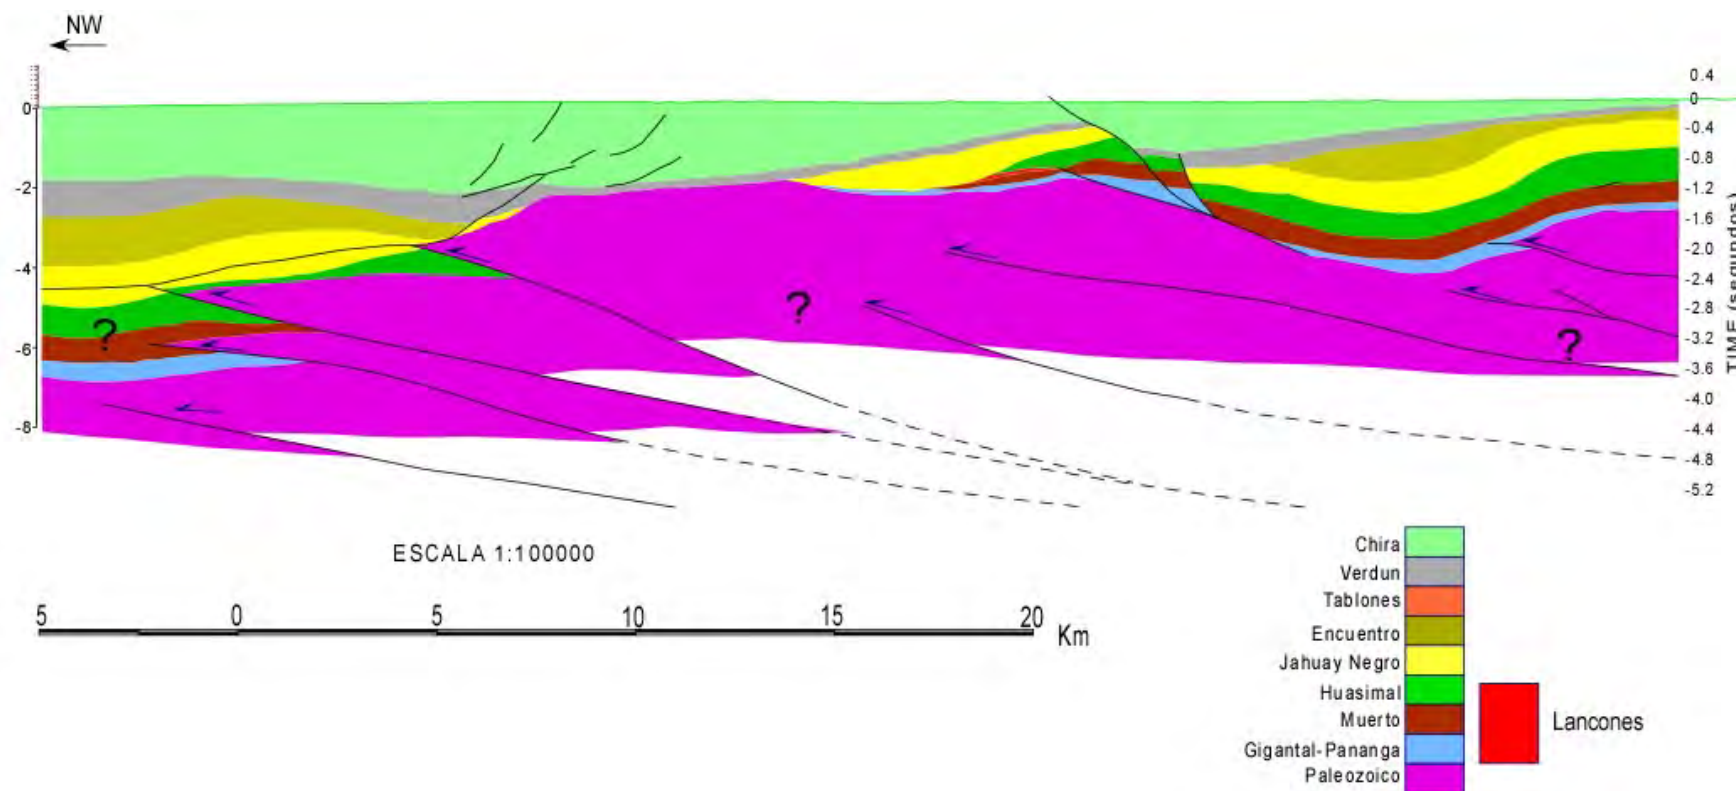 NW
0
-2
-4
-6
-8
0.4
0
-0.4
-0.8
-1.2
-1.6
-2.0
-2.4
-2.8
-3.2
-3.6
-4.0
-4.4
-4.8
-5.2
TIME (segundos)
?
?
?
ESCALA 1:100000
5 0 5 10 15 20 Km
Chira
Verdun
Tablones
Encuentro
Jahuay Negro
Huasimal
Muerto
Gigantal-Pananga
Paleozoico
Lancones